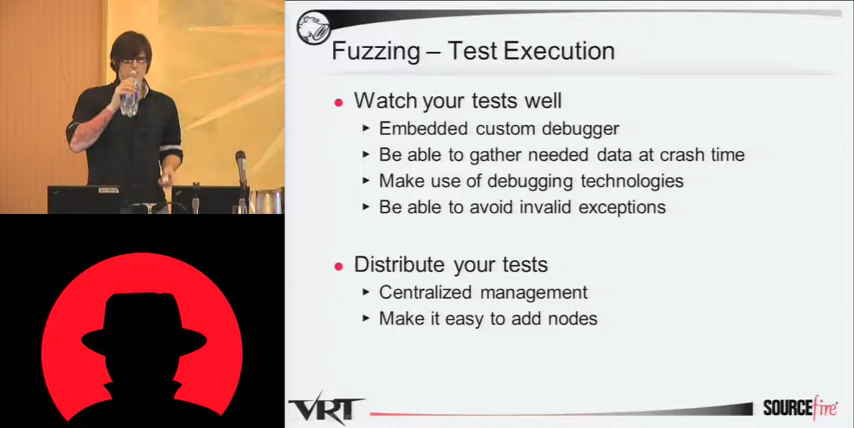 Fuzzing – Test Execution
Watch your tests well
Embedded custom debugger
Be able to gather needed data at crash time
Make use of debugging technologies
Be able to avoid invalid exceptions
Distribute your tests
Centralized management
Make it easy to add nodes
VRT
SOURCEfire